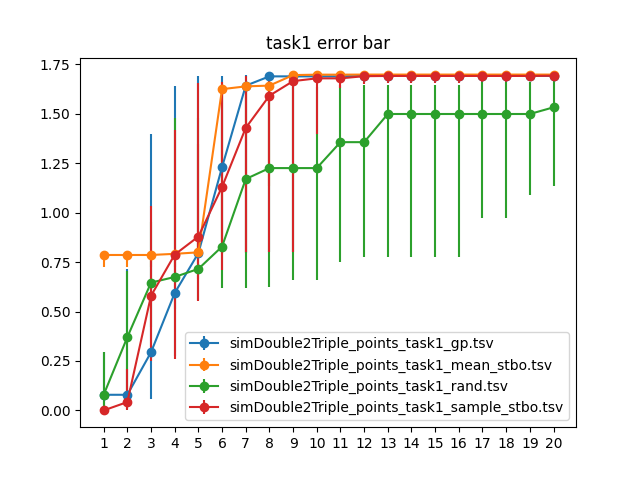 task1 error bar
1.75
1.50
1.25
1.00
0.75
0.50
0.25
0.00
simDouble2Triple_points_task1_gp.tsv
simDouble2Triple_points_task1_mean_stbo.tsv
simDouble2Triple_points_task1_rand.tsv
simDouble2Triple_points_task1_sample_stbo.tsv
1 2 3 4 5 6 7 8 9 10 11 12 13 14 15 16 17 18 19 20